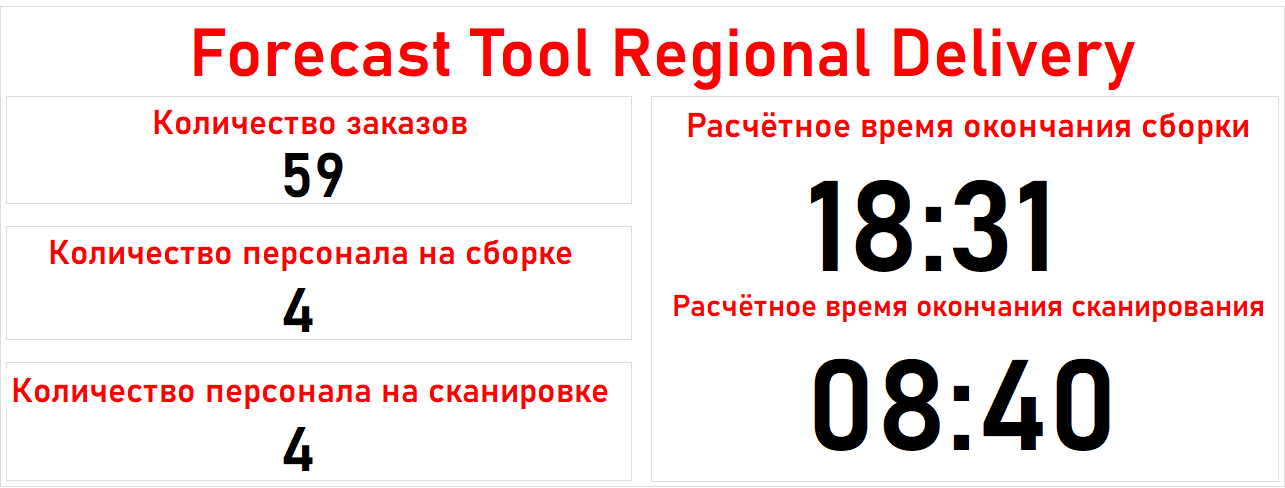 Forecast Tool Regional Delivery
Количество заказов
59
Количество персонала на сборке
4
Количество персонала на сканировке
4
Расчётное время окончания сборки
18:31
Расчётное время окончания сканирования
08:40